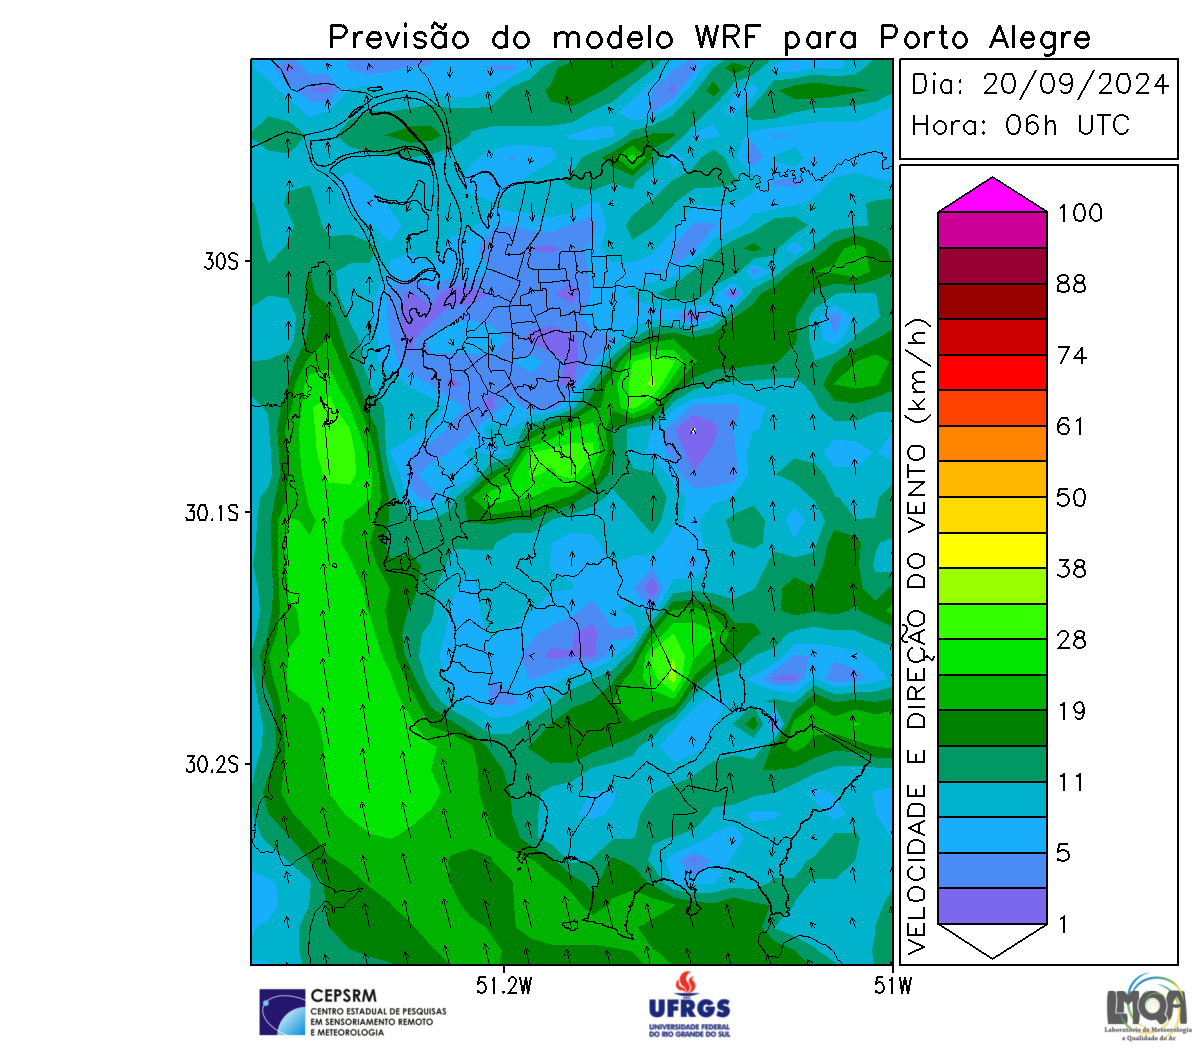 Previsão do modelo WRF para Porto Alegre
Dia: 20/09/2024
Hora: 06h UTC
100
88
74
61
50
38
28
19
11
5
1
VELOCIDADE E DIREÇÃO DO VENTO (km/h)
30S
30.1S
30.2S
51.2W
51W
CEPSRM
CENTRO ESTADUAL DE PESQUISAS
EM SENSORIAMENTO REMOTO
E METEOROLOGIA
UFRGS
UNIVERSIDADE FEDERAL
DO RIO GRANDE DO SUL
LMQA
Laboratório de Meteorologia
e Qualidade do Ar